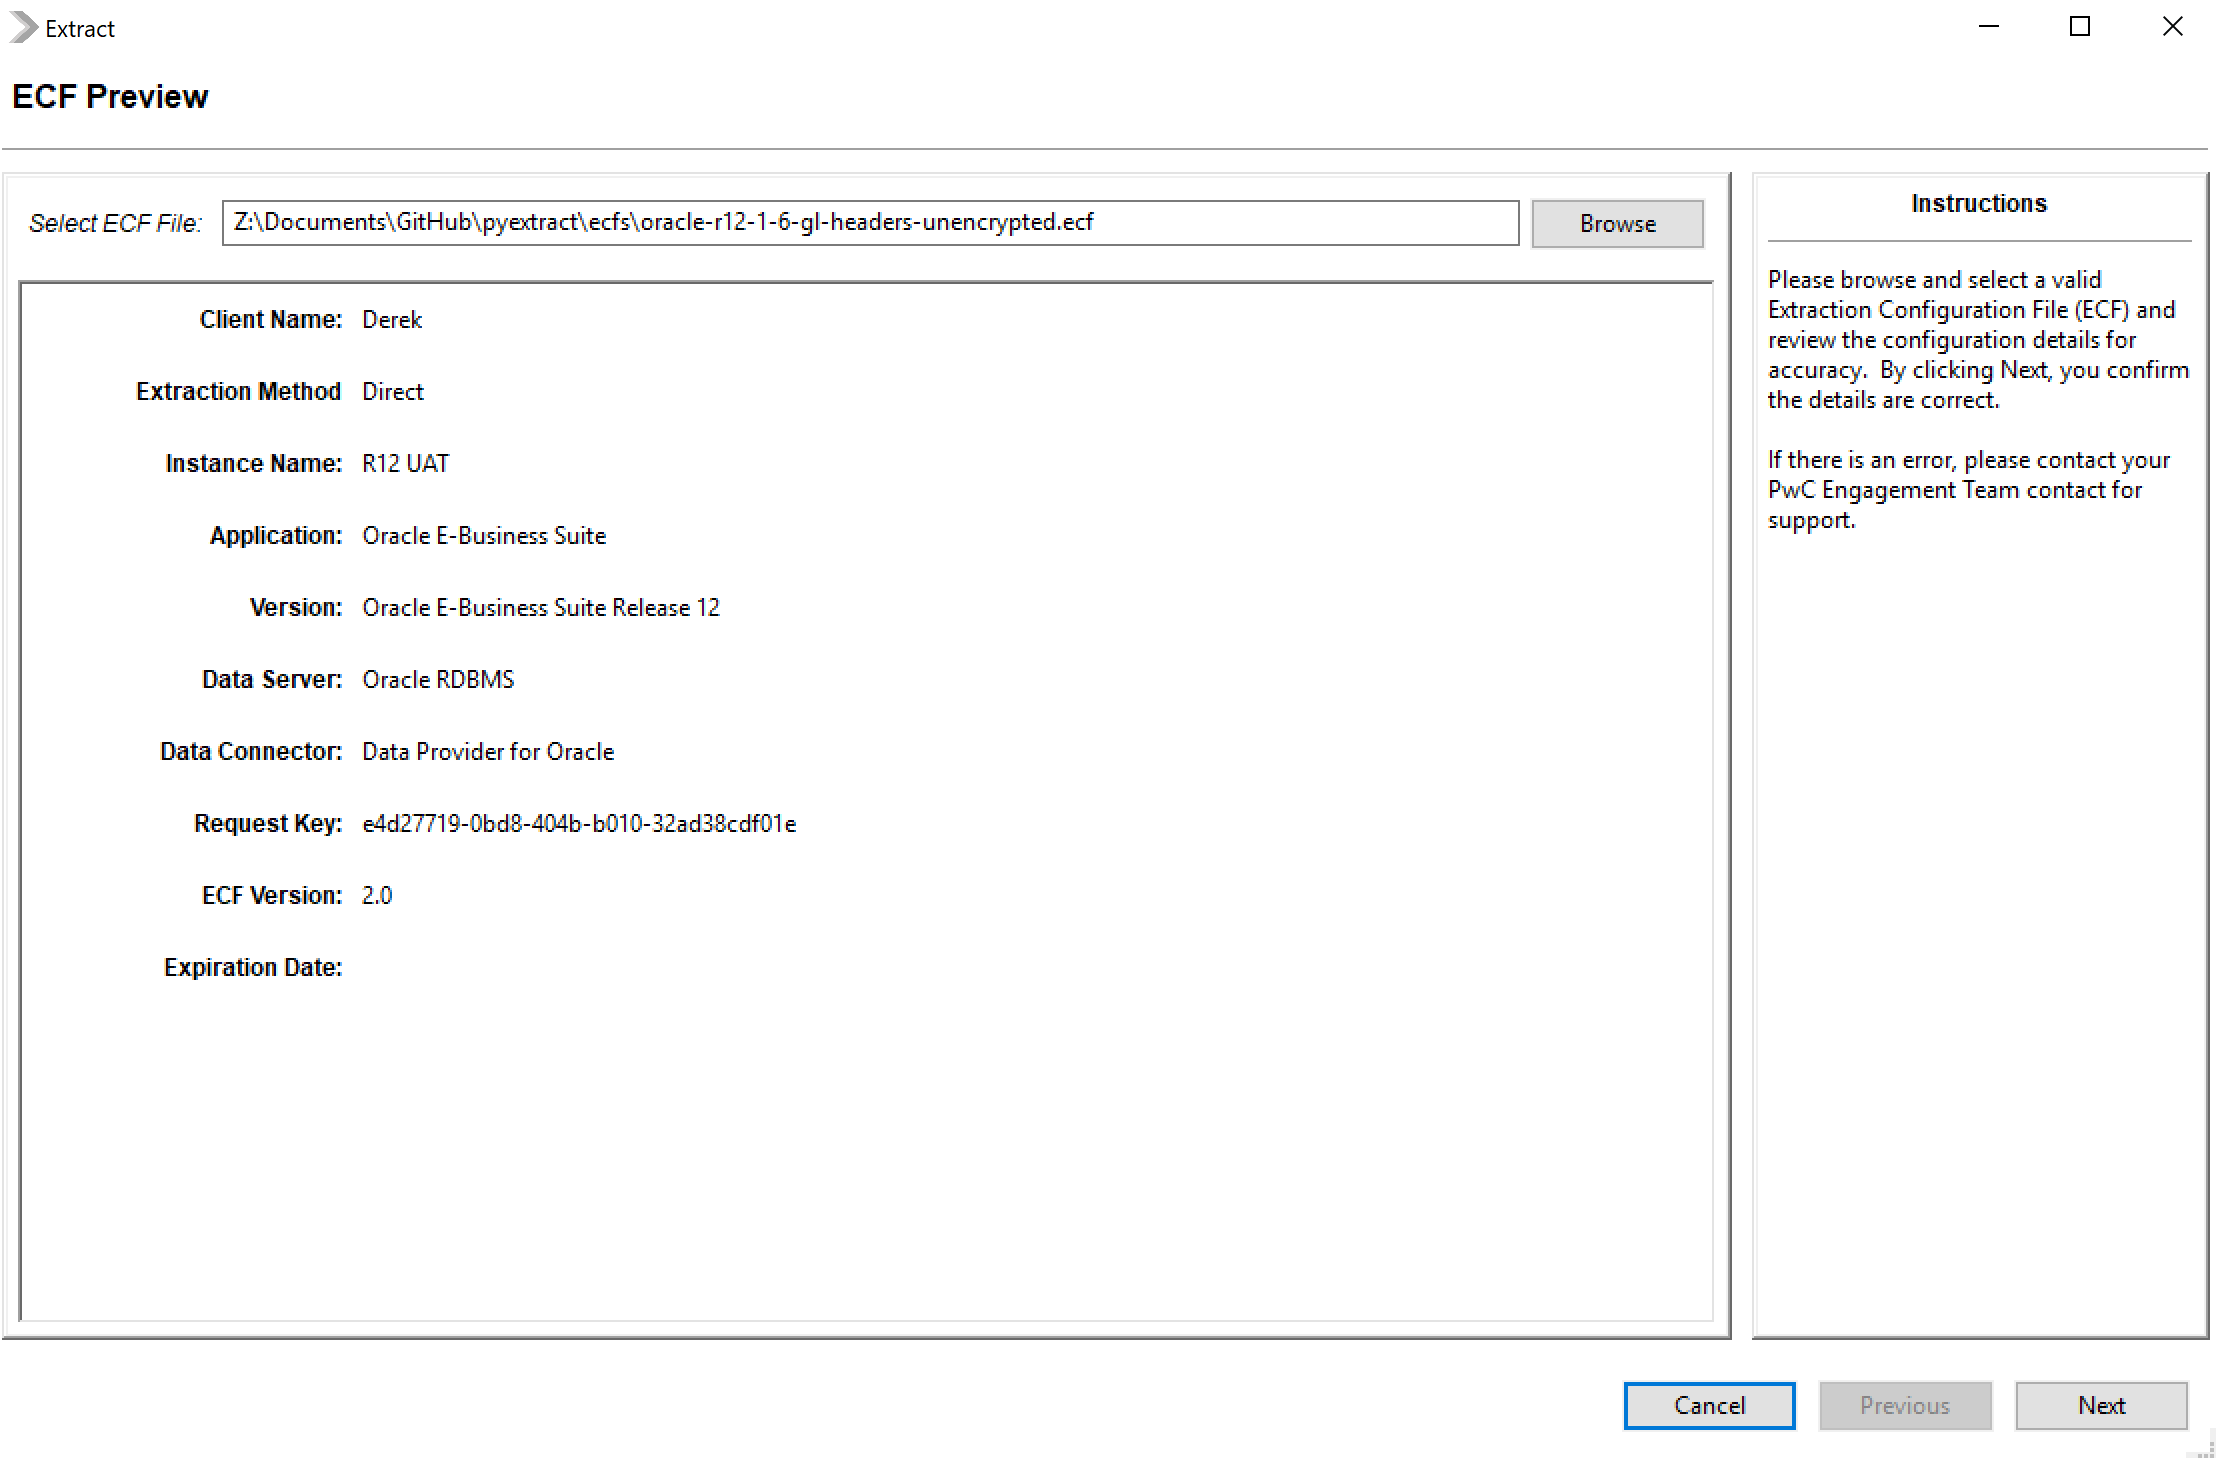 Extract
ECF Preview
Select ECF File: Z:\Documents\GitHub\pyextract\ecfs\oracle-r12-1-6-gl-headers-unencrypted.ecf Browse
Client Name: Derek
Extraction Method Direct
Instance Name: R12 UAT
Application: Oracle E-Business Suite
Version: Oracle E-Business Suite Release 12
Data Server: Oracle RDBMS
Data Connector: Data Provider for Oracle
Request Key: e4d27719-0bd8-404b-b010-32ad38cdf01e
ECF Version: 2.0
Expiration Date:
Instructions
Please browse and select a valid
Extraction Configuration File (ECF) and
review the configuration details for
accuracy.  By clicking Next, you confirm
the details are correct.
If there is an error, please contact your
PwC Engagement Team contact for
support.
Cancel Previous Next